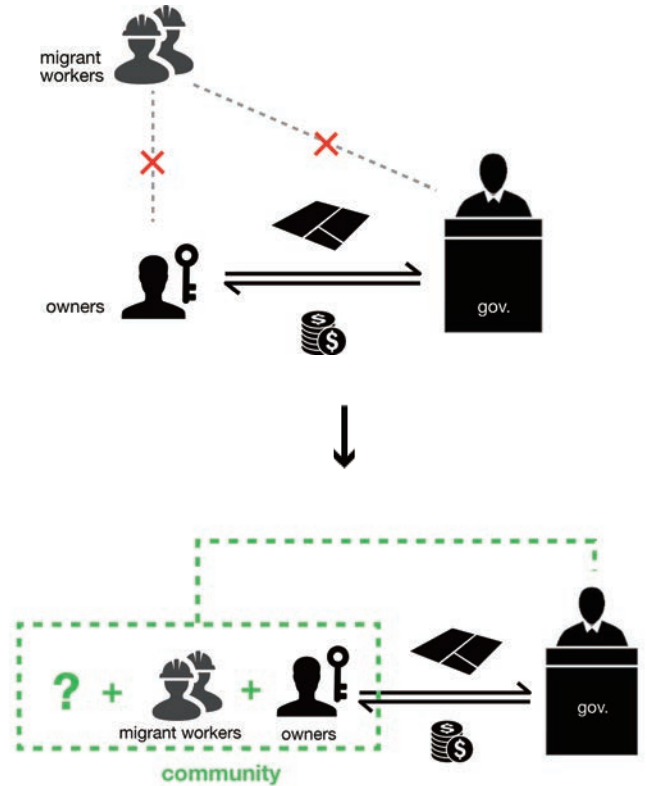 migrant
workers
owners
gov.
$
$
? +
+
migrant workers
owners
gov.
$
$
community